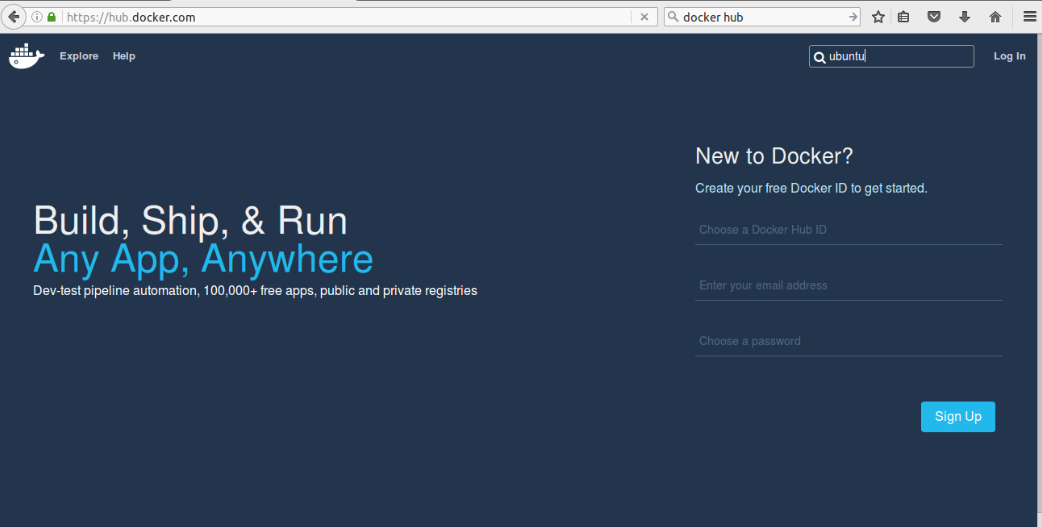 https://hub.docker.com
docker hub
Explore
Help
ubuntu
Log In
New to Docker?
Create your free Docker ID to get started.
Choose a Docker Hub ID
Enter your email address
Choose a password
Sign Up
Build, Ship, & Run
Any App, Anywhere
Dev-test pipeline automation, 100,000+ free apps, public and private registries